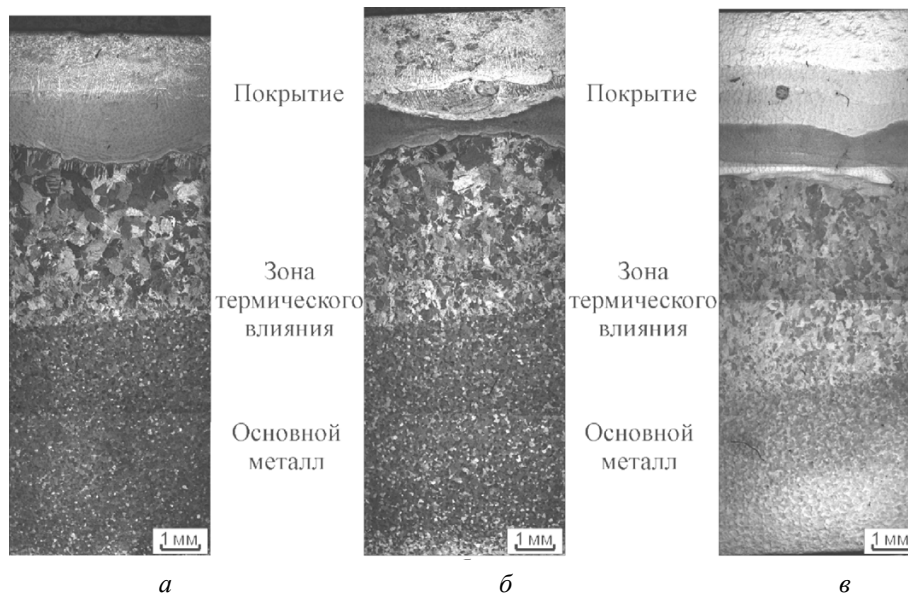 Покрытие
Покрытие
Зона
термического
влияния
Зона
термического
влияния
Основной
металл
Основной
металл
1 мм
1 мм
1 мм
а
б
в